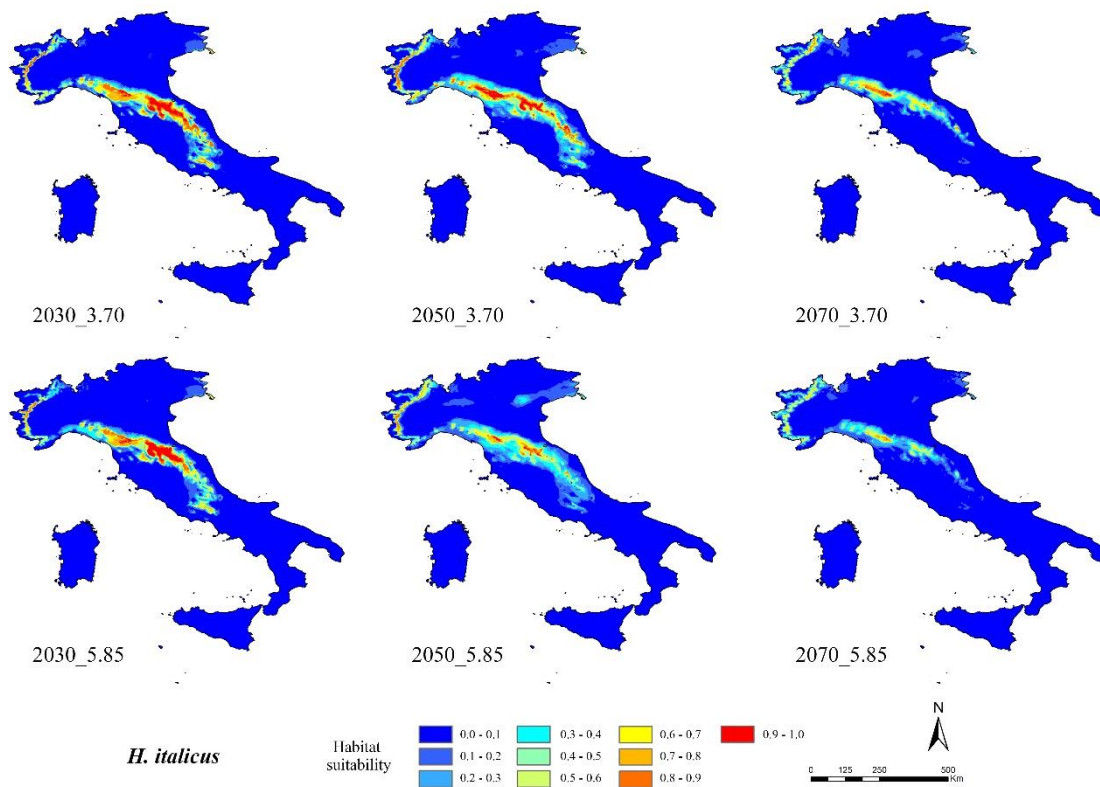 2030_3.70
2050_3.70
2070_3.70
2030_5.85
2050_5.85
2070_5.85
H. italicus
Habitat
suitability
0,0 - 0.1
0.1 - 0.2
0.2 - 0.3
0.3 - 0.4
0.4 - 0.5
0.5 - 0.6
0.6 - 0.7
0.7 - 0.8
0.8 - 0.9
0.9 - 1.0
N
0 125 250 500
Km